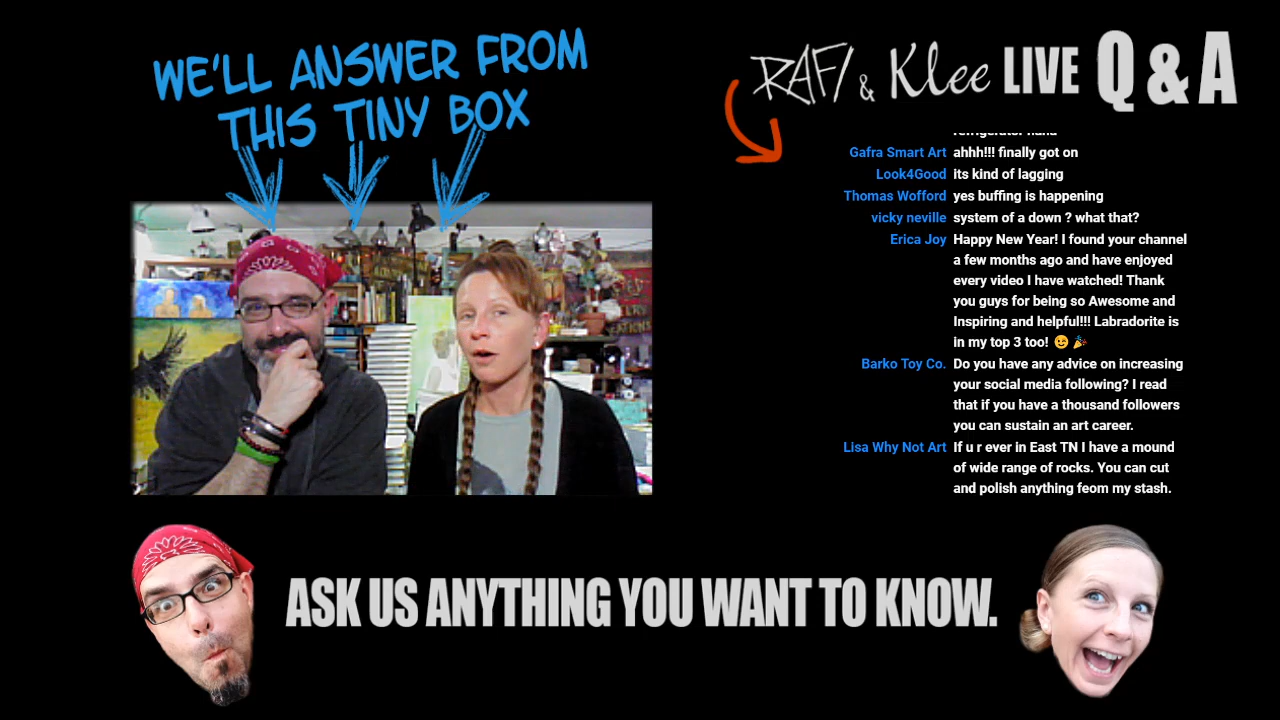 WE'LL ANSWER FROM
THIS TINY BOX
RAFI & Klee LIVE Q & A
refrigerator haha
Gafra Smart Art ahhh!!! finally got on
Look4Good its kind of lagging
Thomas Wofford yes buffing is happening
vicky neville system of a down ? what that?
Erica Joy Happy New Year! I found your channel
a few months ago and have enjoyed
every video I have watched! Thank
you guys for being so Awesome and
Inspiring and helpful!!! Labradorite is
in my top 3 too! 😉 🎉
Barko Toy Co. Do you have any advice on increasing
your social media following? I read
that if you have a thousand followers
you can sustain an art career.
Lisa Why Not Art If u r ever in East TN I have a mound
of wide range of rocks. You can cut
and polish anything feom my stash.
ASK US ANYTHING YOU WANT TO KNOW.